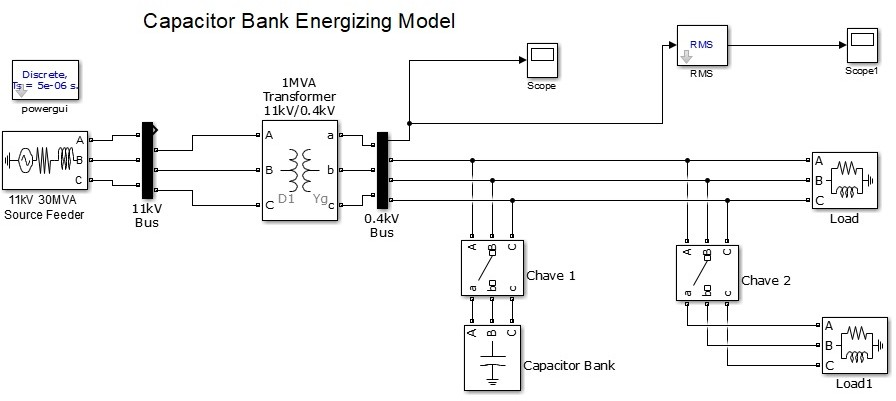 Capacitor Bank Energizing Model
Discrete,
Ts = 5e-06 s.
powergui
A
B
C
11kV 30MVA
Source Feeder
11kV
Bus
1MVA
Transformer
11kV/0.4kV
A
B
C
a
b
c
D1 Yg
0.4kV
Bus
Scope
RMS
RMS
Scope1
A
B
C
Load
A B C
a b c
Chave 1
A B C
Capacitor Bank
A B C
a b c
Chave 2
A
B
C
Load1